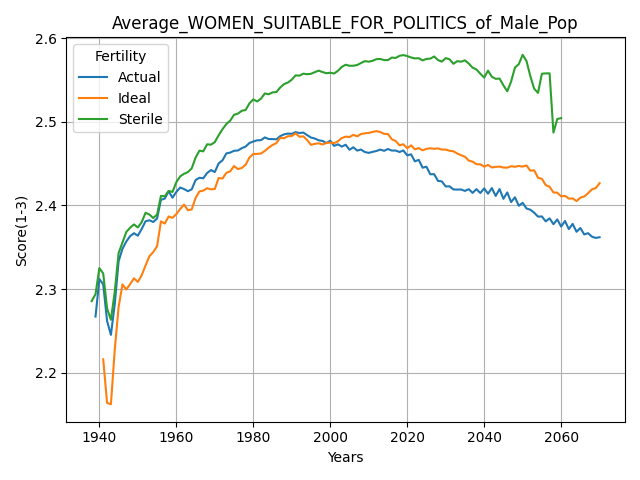 Average_WOMEN_SUITABLE_FOR_POLITICS_of_Male_Pop
2.6
2.5
2.4
2.3
2.2
Score(1-3)
Fertility
Actual
Ideal
Sterile
1940 1960 1980 2000 2020 2040 2060
Years